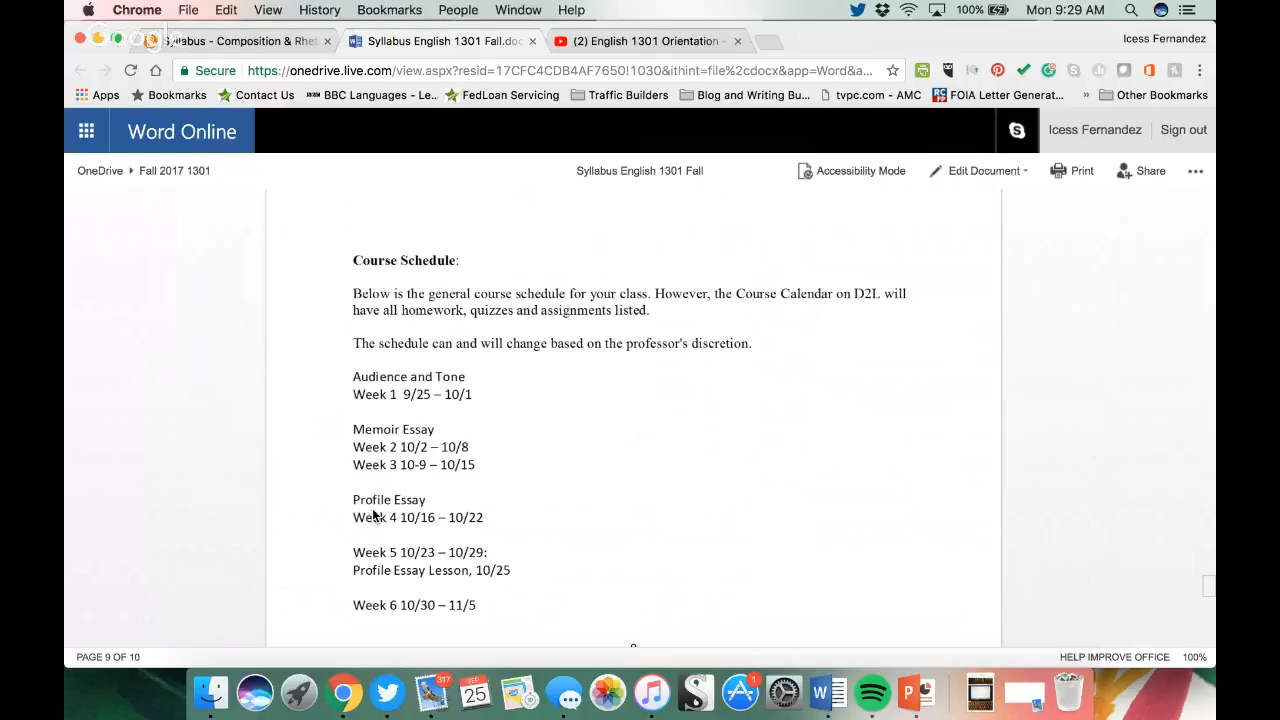 Chrome File Edit View History Bookmarks People Window Help 100% Mon 9:29 AM
Syllabus - Composition & Rhet
Syllabus English 1301 Fall.doc
(2) English 1301 Orientation -
Icess Fernandez
Secure https://onedrive.live.com/view.aspx?resid=17CFC4CDB4AF7650!1030&ithint=file%2cdocx&app=Word&a...
Apps Bookmarks Contact Us BBC Languages - Le... FedLoan Servicing Traffic Builders Blog and Writing Bu... tvpc.com - AMC FOIA Letter Generat... » Other Bookmarks
Word Online Icess Fernandez Sign out
OneDrive Fall 2017 1301 Syllabus English 1301 Fall Accessibility Mode Edit Document Print Share
Course Schedule:
Below is the general course schedule for your class. However, the Course Calendar on D2L will
have all homework, quizzes and assignments listed.
The schedule can and will change based on the professor's discretion.
Audience and Tone
Week 1 9/25 – 10/1
Memoir Essay
Week 2 10/2 – 10/8
Week 3 10-9 – 10/15
Profile Essay
Week 4 10/16 – 10/22
Week 5 10/23 – 10/29:
Profile Essay Lesson, 10/25
Week 6 10/30 – 11/5
PAGE 9 OF 10 HELP IMPROVE OFFICE 100%
317 SEP 25 1